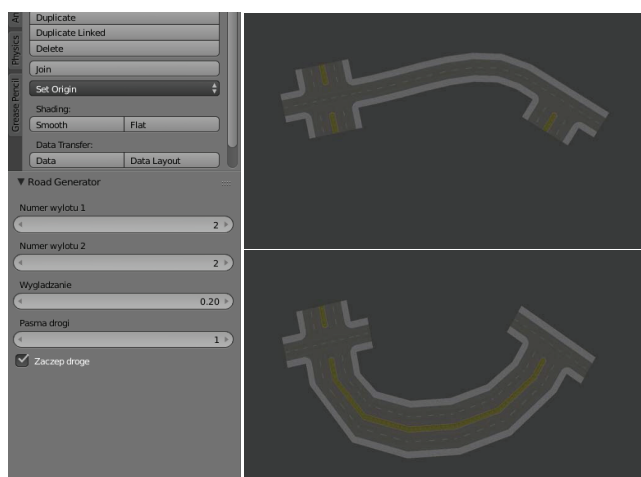 An
Duplicate
Duplicate Linked
Delete
Physics
Join
Set Origin
Grease Pencil
Shading:
Smooth Flat
Data Transfer:
Data Data Layout
Road Generator
Numer wylotu 1
2
Numer wylotu 2
2
Wygladzanie
0.20
Pasma drogi
1
Zaczep droge